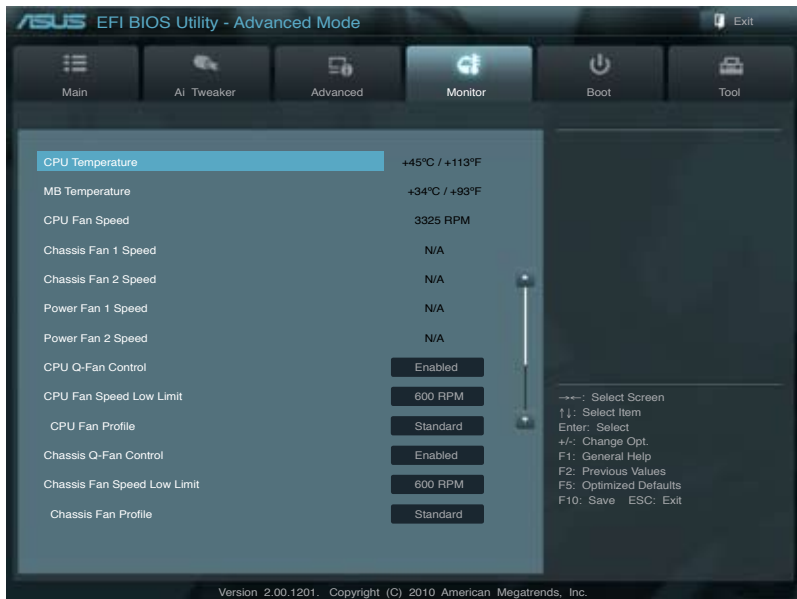 ASUS EFI BIOS Utility - Advanced Mode
Exit
Main
Ai Tweaker
Advanced
Monitor
Boot
Tool
CPU Temperature +45ºC / +113ºF
MB Temperature +34ºC / +93ºF
CPU Fan Speed 3325 RPM
Chassis Fan 1 Speed N/A
Chassis Fan 2 Speed N/A
Power Fan 1 Speed N/A
Power Fan 2 Speed N/A
CPU Q-Fan Control Enabled
CPU Fan Speed Low Limit 600 RPM
CPU Fan Profile Standard
Chassis Q-Fan Control Enabled
Chassis Fan Speed Low Limit 600 RPM
Chassis Fan Profile Standard
→←: Select Screen
↑↓: Select Item
Enter: Select
+/-: Change Opt.
F1: General Help
F2: Previous Values
F5: Optimized Defaults
F10: Save ESC: Exit
Version 2.00.1201. Copyright (C) 2010 American Megatrends, Inc.